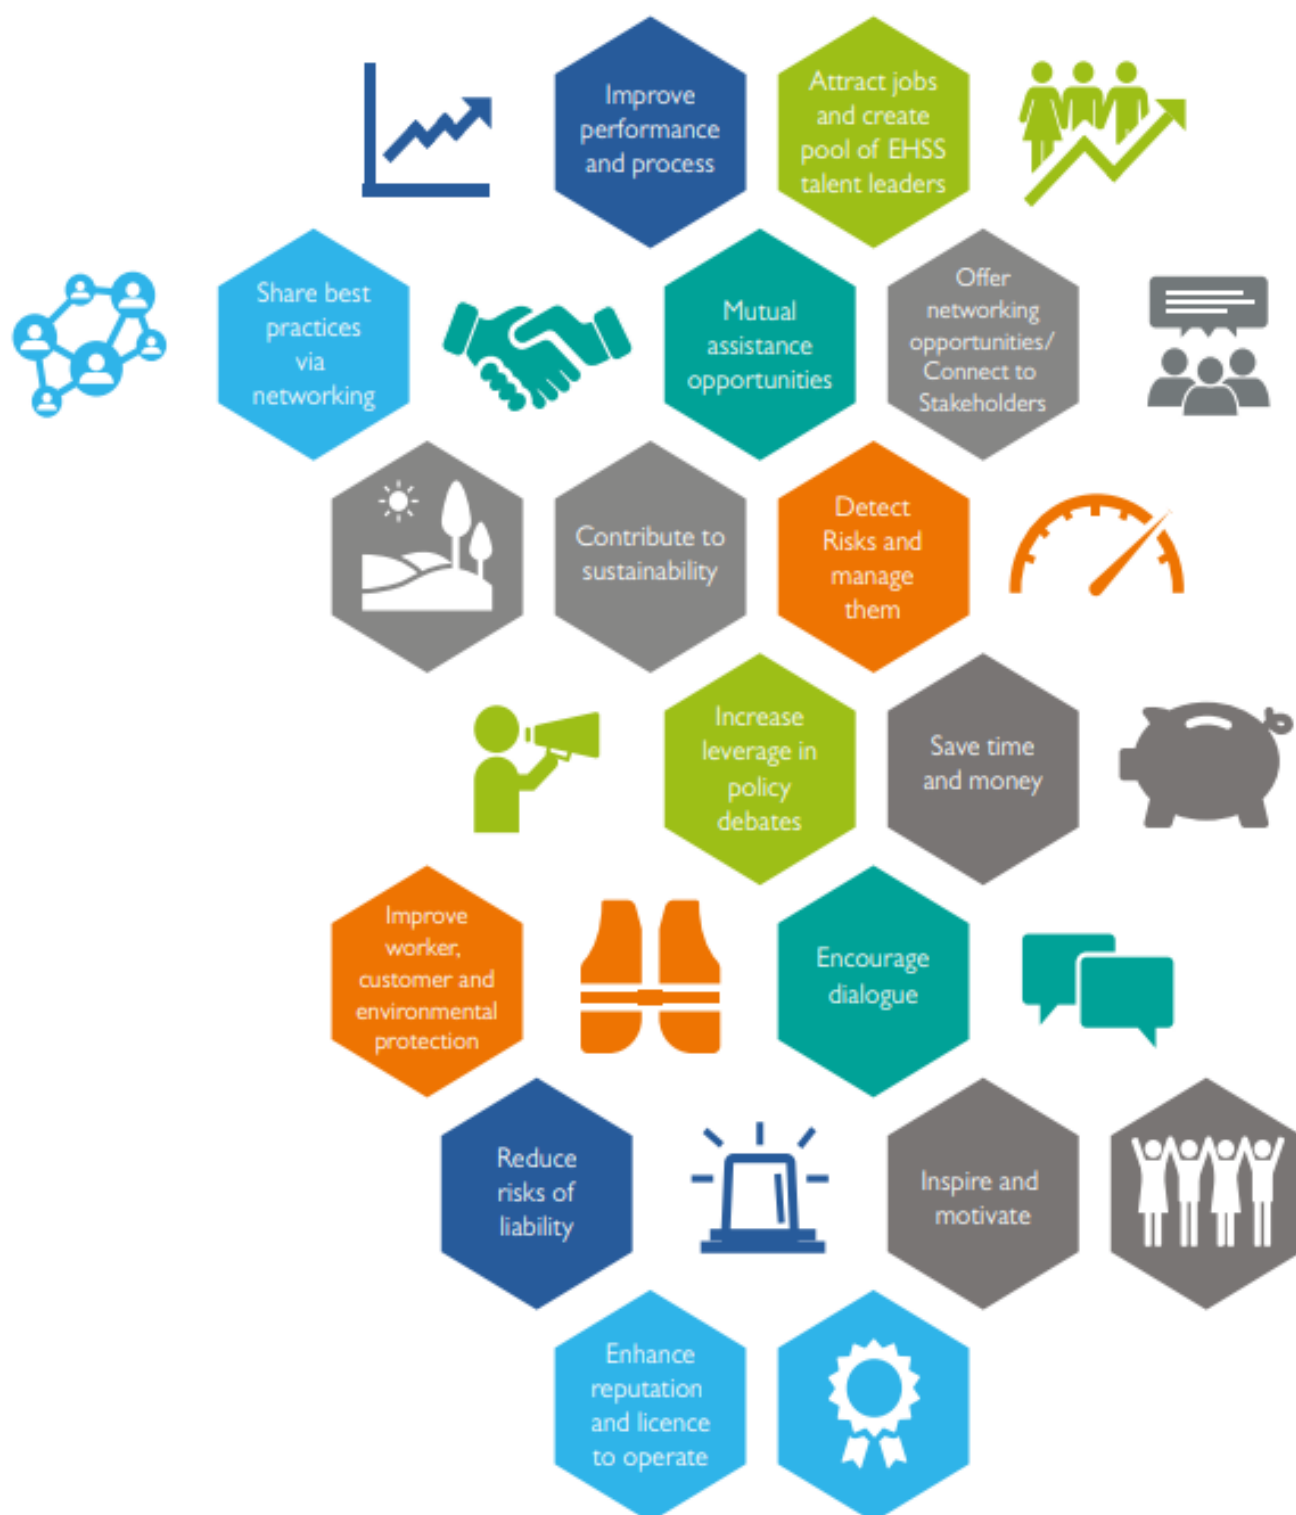 Improve
performance
and process
Attract jobs
and create
pool of EHSS
talent leaders
Share best
practices
via
networking
Mutual
assistance
opportunities
Offer
networking
opportunities/
Connect to
Stakeholders
Contribute to
sustainability
Detect
Risks and
manage
them
Increase
leverage in
policy
debates
Save time
and money
Improve
worker,
customer and
environmental
protection
Encourage
dialogue
Reduce
risks of
liability
Inspire and
motivate
Enhance
reputation
and licence
to operate